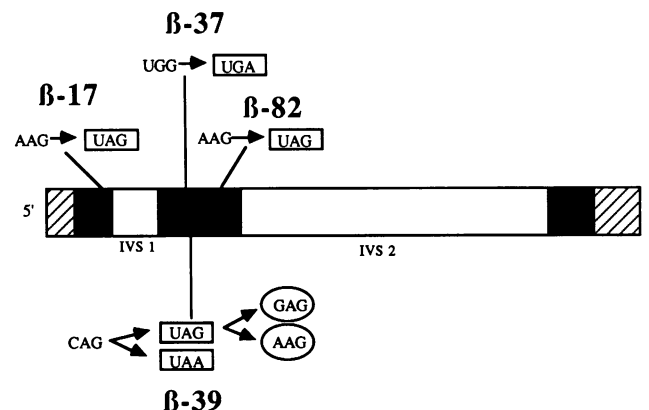 ß-37
UGG UGA
ß-17
AAG UAG
ß-82
AAG UAG
5'
IVS 1
IVS 2
CAG
UAG
UAA
GAG
AAG
ß-39